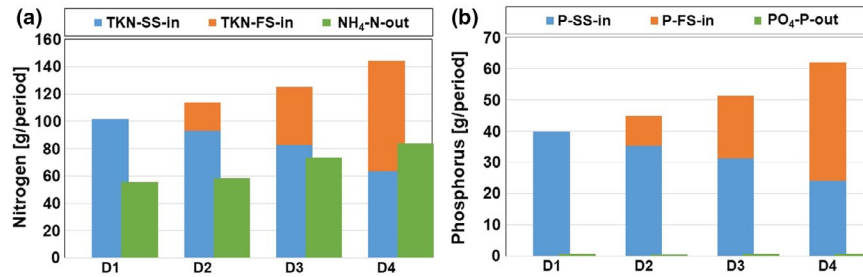 (a)
TKN-SS-in TKN-FS-in NH₄-N-out
Nitrogen [g/period]
160
140
120
100
80
60
40
20
0
D1 D2 D3 D4
(b)
P-SS-in P-FS-in PO₄-P-out
Phosphorus [g/period]
70
60
50
40
30
20
10
0
D1 D2 D3 D4